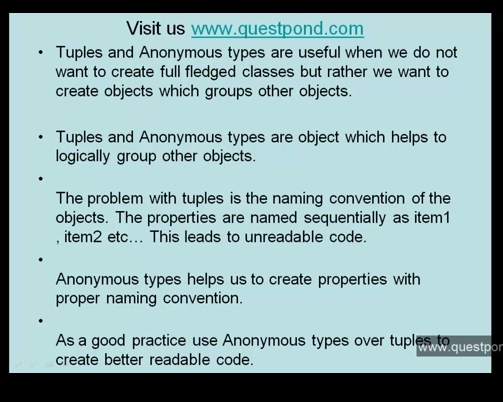 Visit us www.questpond.com
• Tuples and Anonymous types are useful when we do not
want to create full fledged classes but rather we want to
create objects which groups other objects.
• Tuples and Anonymous types are object which helps to
logically group other objects.
•
The problem with tuples is the naming convention of the
objects. The properties are named sequentially as item1
, item2 etc... This leads to unreadable code.
•
Anonymous types helps us to create properties with
proper naming convention.
•
As a good practice use Anonymous types over tuples to
create better readable code.
www.questpon